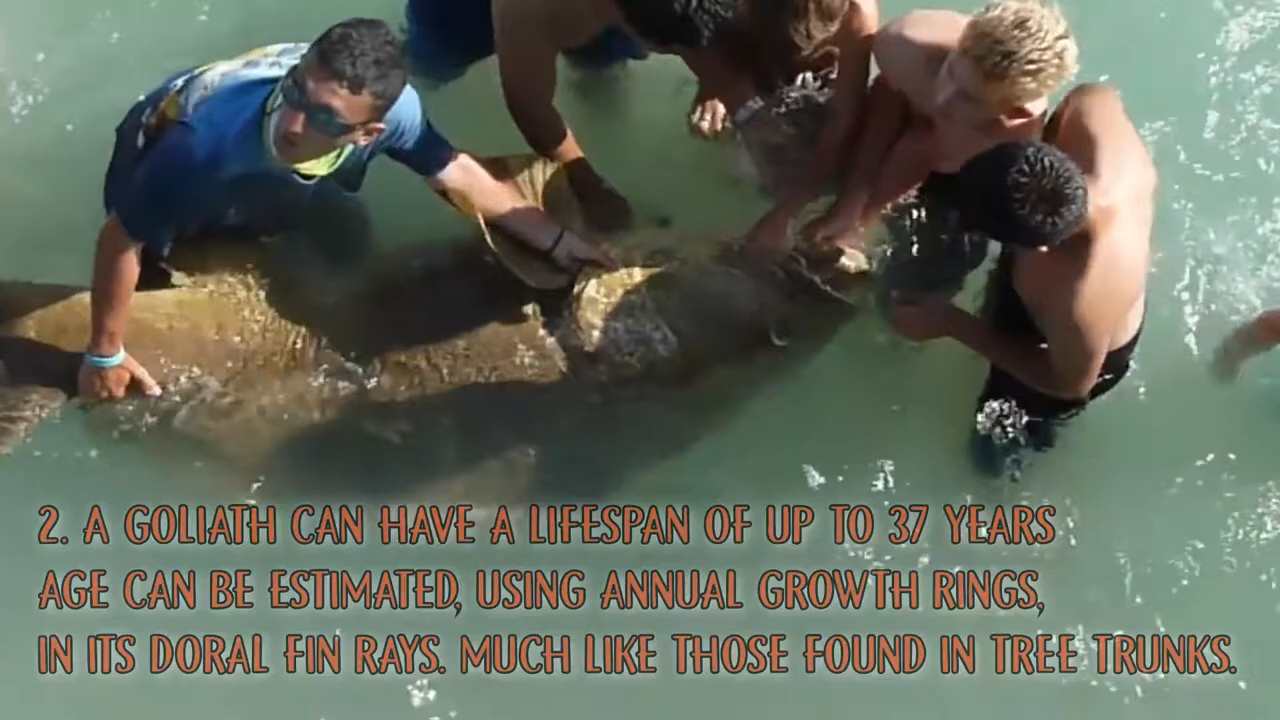 2. A GOLIATH CAN HAVE A LIFESPAN OF UP TO 37 YEARS
AGE CAN BE ESTIMATED, USING ANNUAL GROWTH RINGS,
IN ITS DORAL FIN RAYS. MUCH LIKE THOSE FOUND IN TREE TRUNKS.